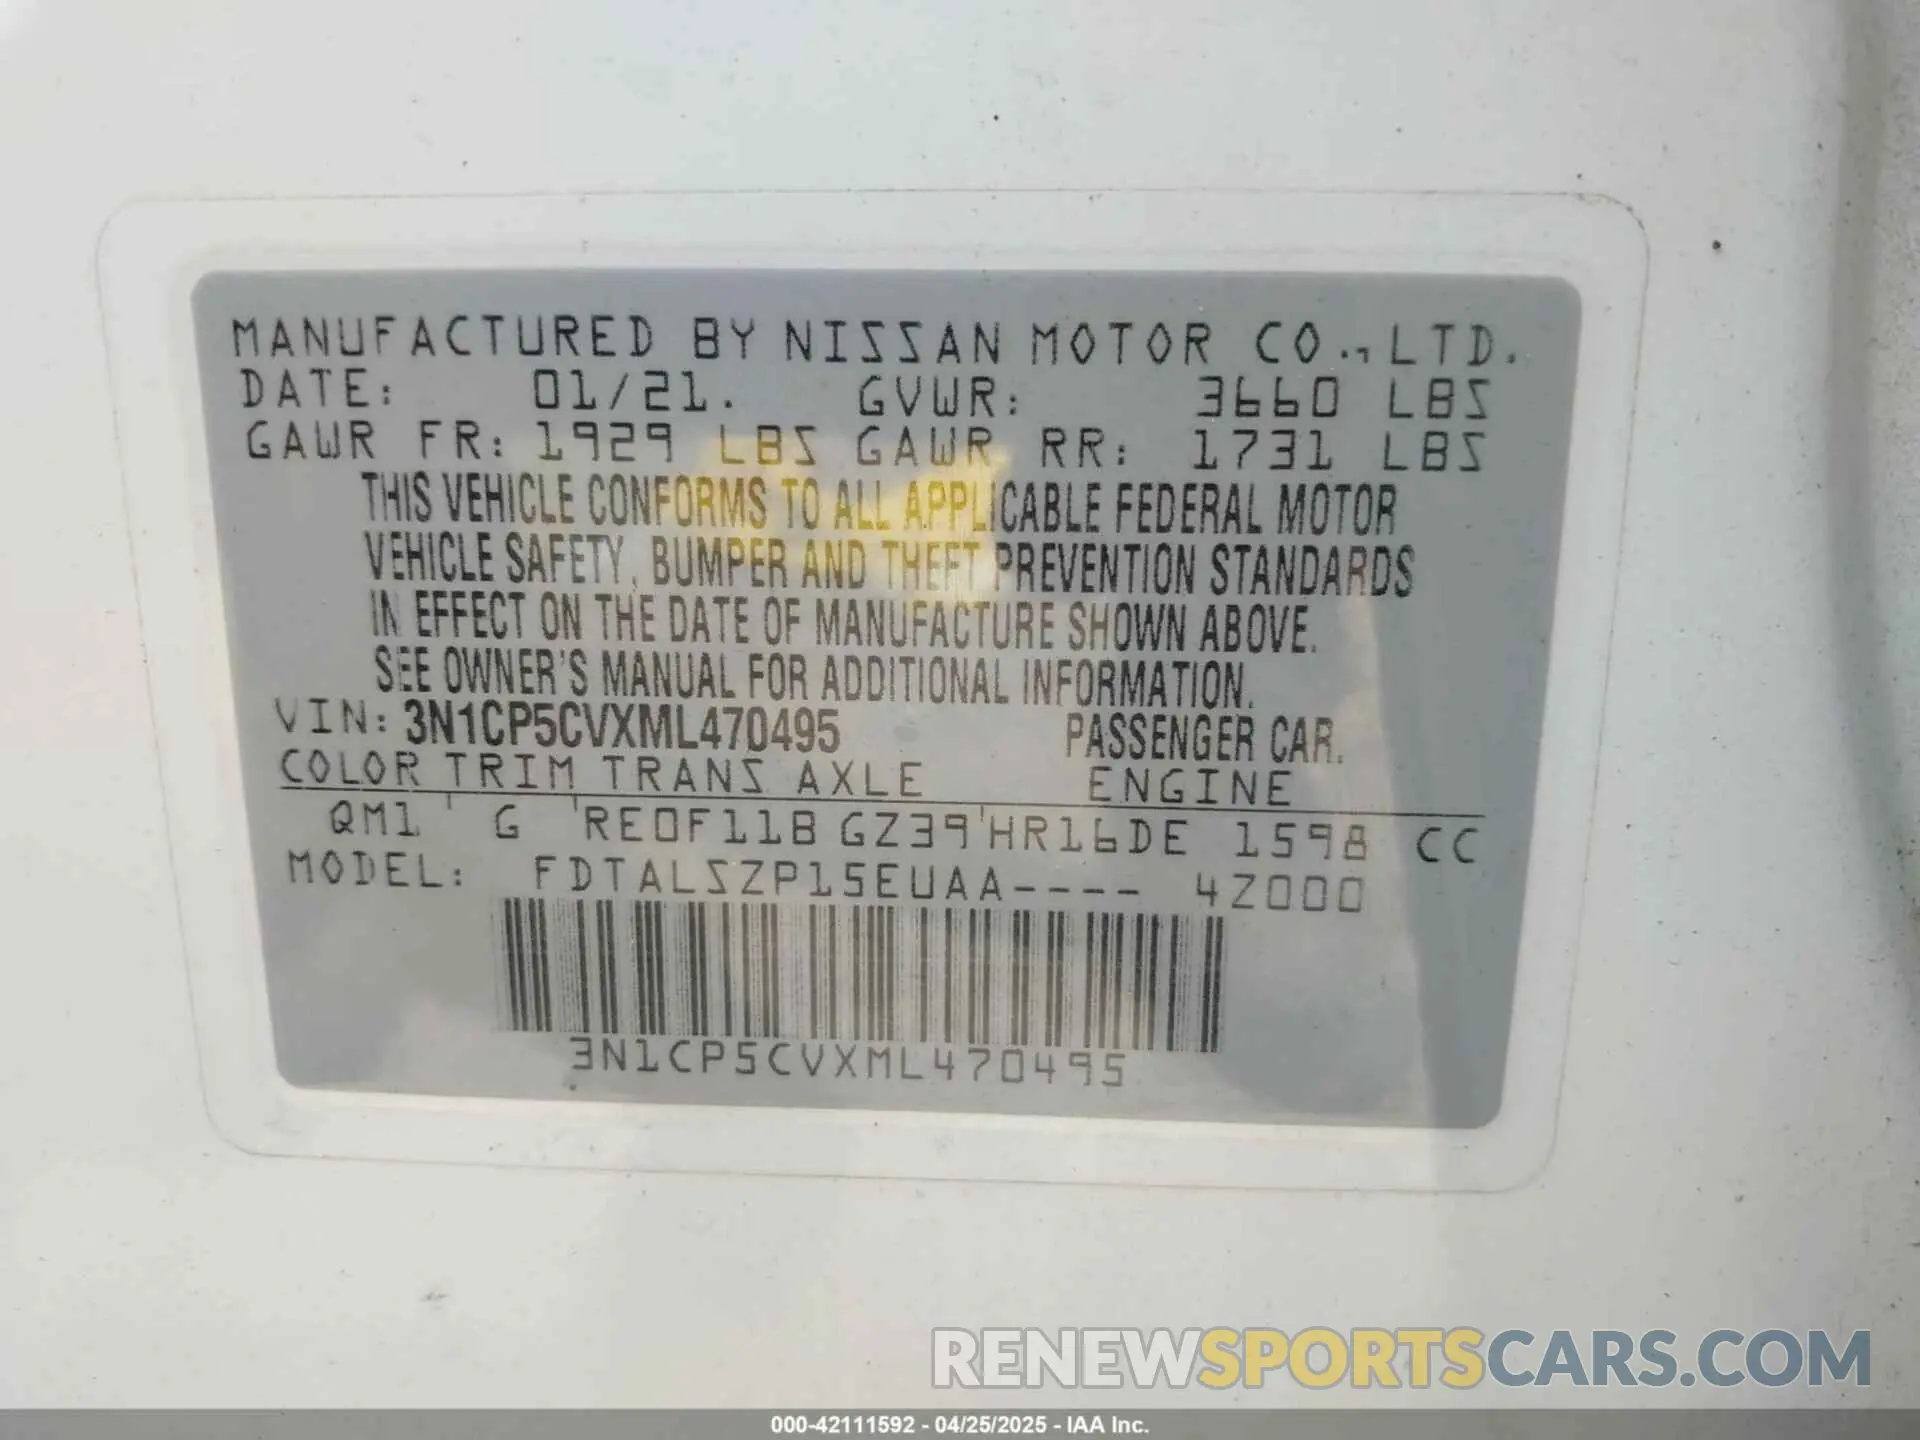 MANUFACTURED BY NISSAN MOTOR CO., LTD.
DATE: 01/21. GVWR: 3660 LBS
GAWR FR: 1929 LBS GAWR RR: 1731 LBS
THIS VEHICLE CONFORMS TO ALL APPLICABLE FEDERAL MOTOR
VEHICLE SAFETY, BUMPER AND THEFT PREVENTION STANDARDS
IN EFFECT ON THE DATE OF MANUFACTURE SHOWN ABOVE.
SEE OWNER'S MANUAL FOR ADDITIONAL INFORMATION.
VIN: 3N1CP5CVXML470495 PASSENGER CAR.
COLOR TRIM TRANS AXLE ENGINE
QM1 ' G ' RE0F11B GZ39 ' HR16DE 1598 CC
MODEL: FDTALSZP15EUAA---- 4Z000
3N1CP5CVXML470495
RENEWSPORTSCARS.COM
000-42111592 - 04/25/2025 - IAA Inc.